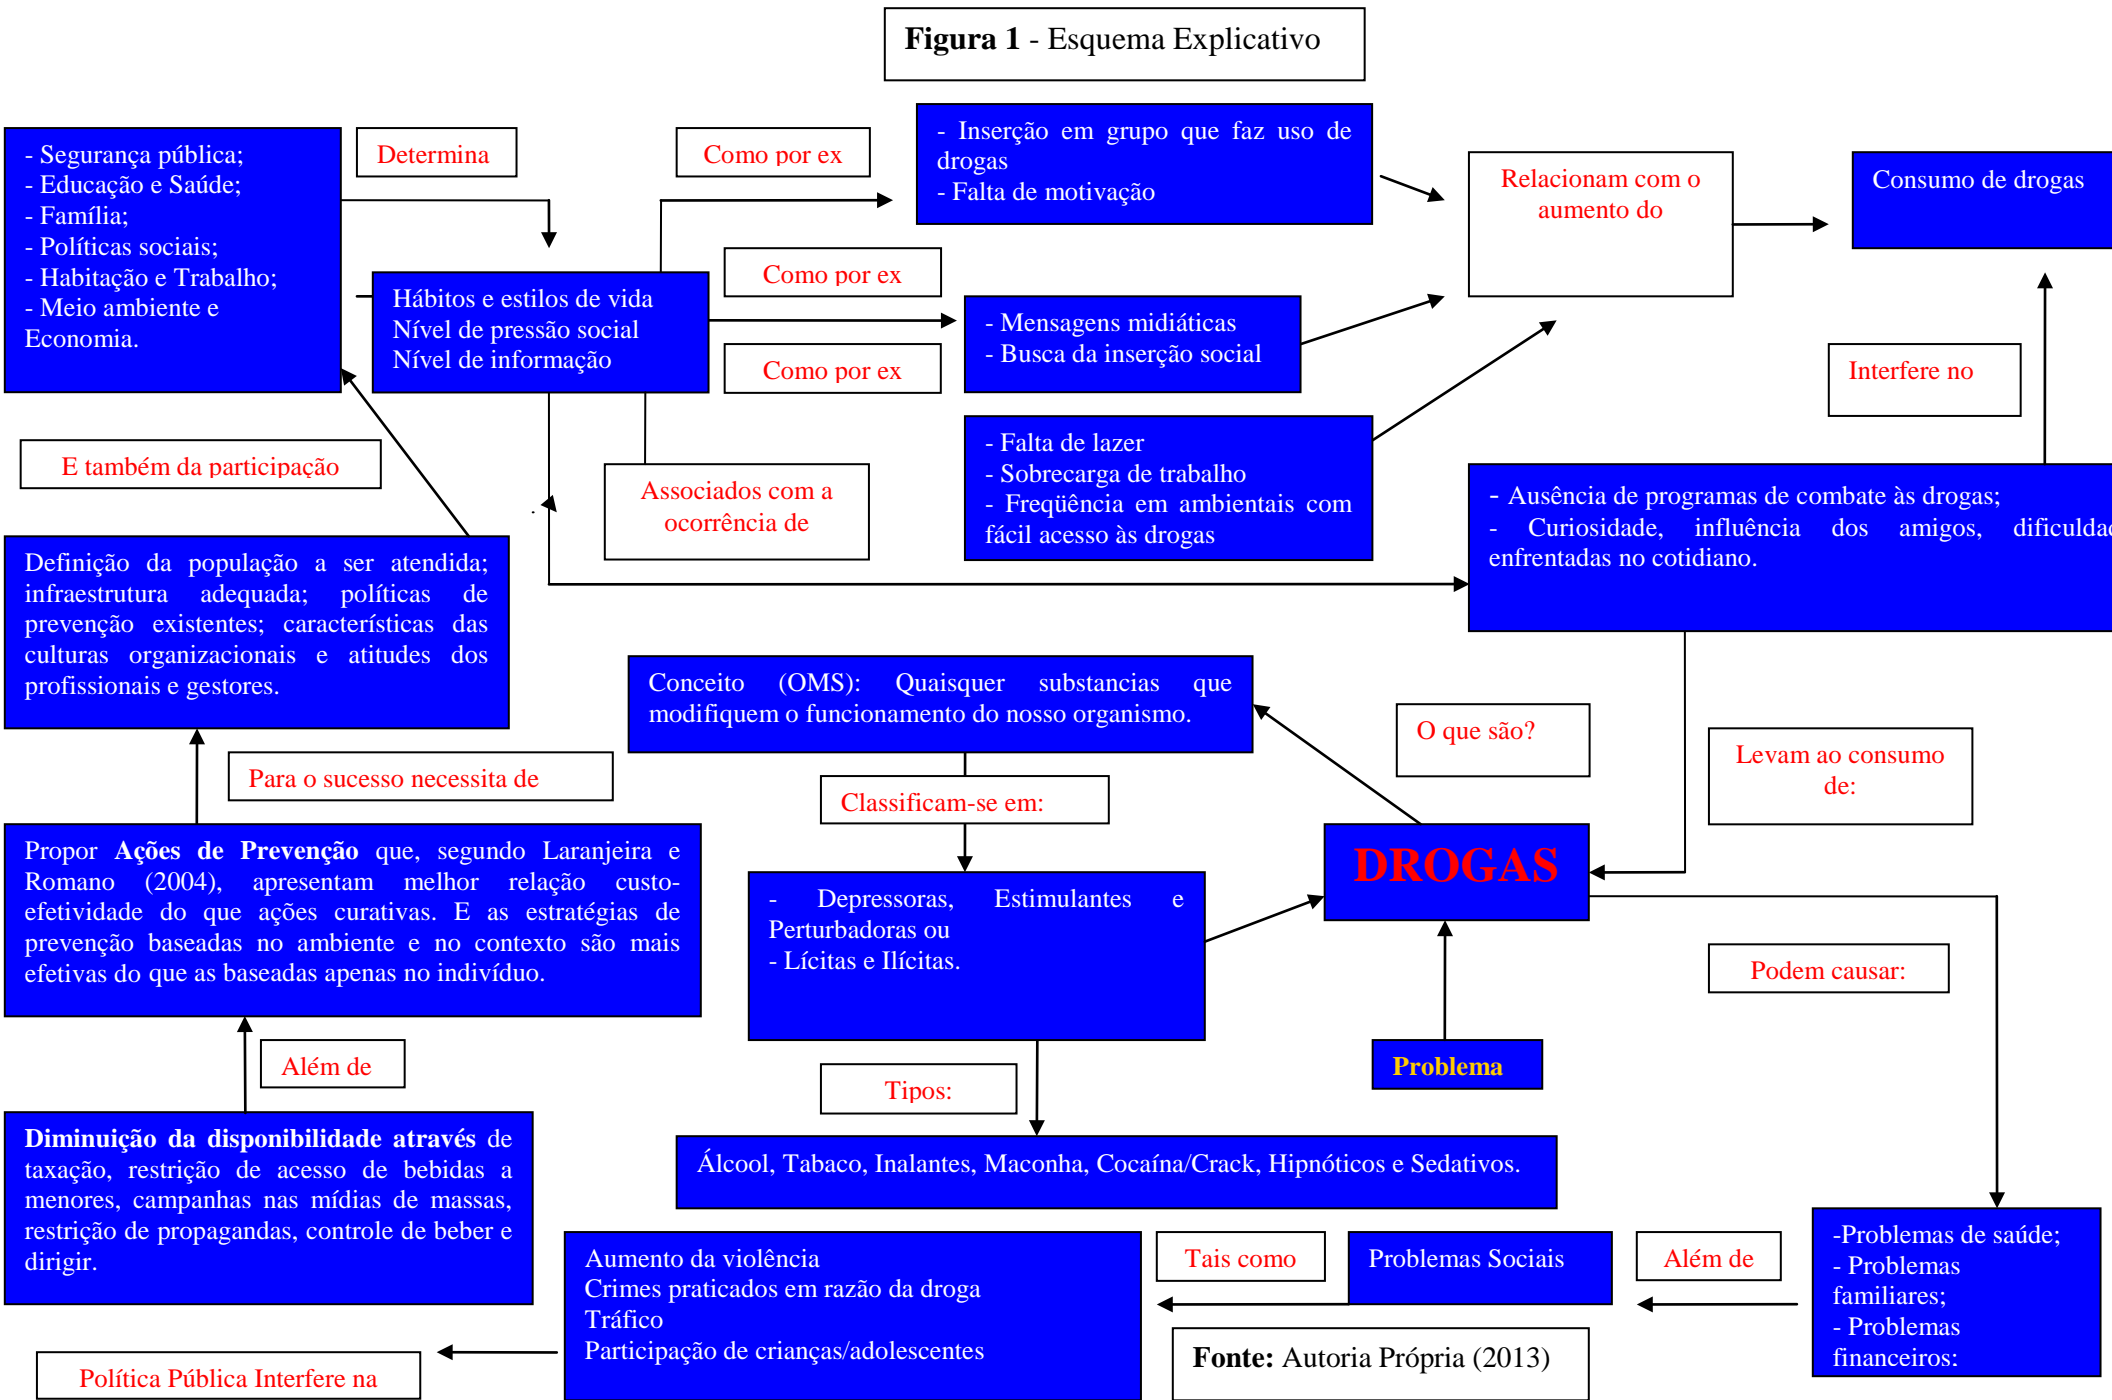 Figura 1 - Esquema Explicativo
- Segurança pública;
- Educação e Saúde;
- Família;
- Políticas sociais;
- Habitação e Trabalho;
- Meio ambiente e
Economia.
Determina
Como por ex
- Inserção em grupo que faz uso de
drogas
- Falta de motivação
Relacionam com o
aumento do
Consumo de drogas
Hábitos e estilos de vida
Nível de pressão social
Nível de informação
Como por ex
- Mensagens midiáticas
- Busca da inserção social
Como por ex
Interfere no
- Falta de lazer
- Sobrecarga de trabalho
- Freqüência em ambientais com
fácil acesso às drogas
E também da participação
Associados com a
ocorrência de
- Ausência de programas de combate às drogas;
- Curiosidade, influência dos amigos, dificuldad
enfrentadas no cotidiano.
Definição da população a ser atendida;
infraestrutura adequada; políticas de
prevenção existentes; características das
culturas organizacionais e atitudes dos
profissionais e gestores.
Conceito (OMS): Quaisquer substancias que
modifiquem o funcionamento do nosso organismo.
O que são?
Levam ao consumo
de:
Para o sucesso necessita de
Classificam-se em:
Propor Ações de Prevenção que, segundo Laranjeira e
Romano (2004), apresentam melhor relação custo-
efetividade do que ações curativas. E as estratégias de
prevenção baseadas no ambiente e no contexto são mais
efetivas do que as baseadas apenas no indivíduo.
DROGAS
- Depressoras, Estimulantes e
Perturbadoras ou
- Lícitas e Ilícitas.
Podem causar:
Além de
Tipos:
Problema
Diminuição da disponibilidade através de
taxação, restrição de acesso de bebidas a
menores, campanhas nas mídias de massas,
restrição de propagandas, controle de beber e
dirigir.
Álcool, Tabaco, Inalantes, Maconha, Cocaína/Crack, Hipnóticos e Sedativos.
Aumento da violência
Crimes praticados em razão da droga
Tráfico
Participação de crianças/adolescentes
Tais como
Problemas Sociais
Além de
-Problemas de saúde;
- Problemas
familiares;
- Problemas
financeiros:
Política Pública Interfere na
Fonte: Autoria Própria (2013)